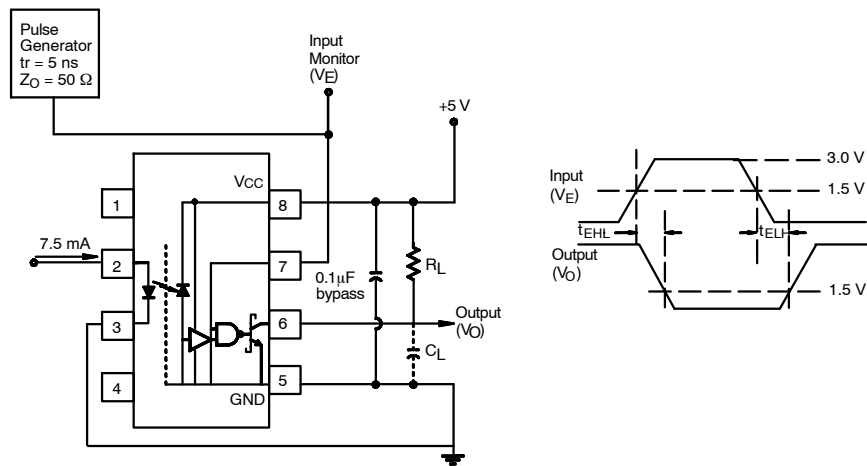 Pulse
Generator
tr = 5 ns
ZO = 50 Ω
Input
Monitor
(VE)
+5 V
VCC
1
8
7.5 mA
2
7
0.1μF
bypass
RL
3
6
Output
(VO)
CL
4
5
GND
Input
(VE)
3.0 V
1.5 V
tEHL
tELH
Output
(VO)
1.5 V